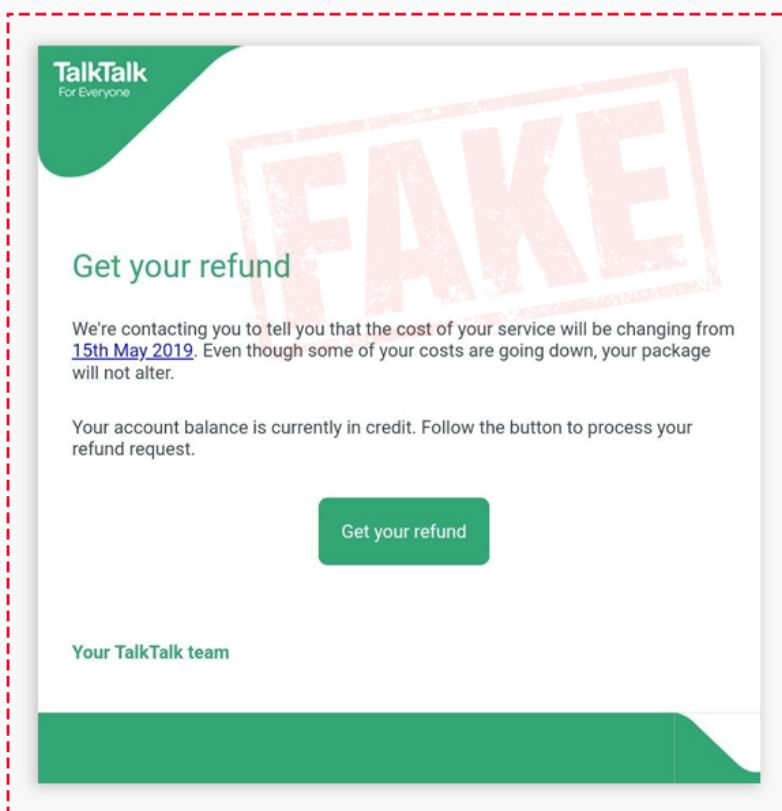 TalkTalk
For Everyone
FAKE
Get your refund
We're contacting you to tell you that the cost of your service will be changing from
15th May 2019. Even though some of your costs are going down, your package
will not alter.
Your account balance is currently in credit. Follow the button to process your
refund request.
Get your refund
Your TalkTalk team